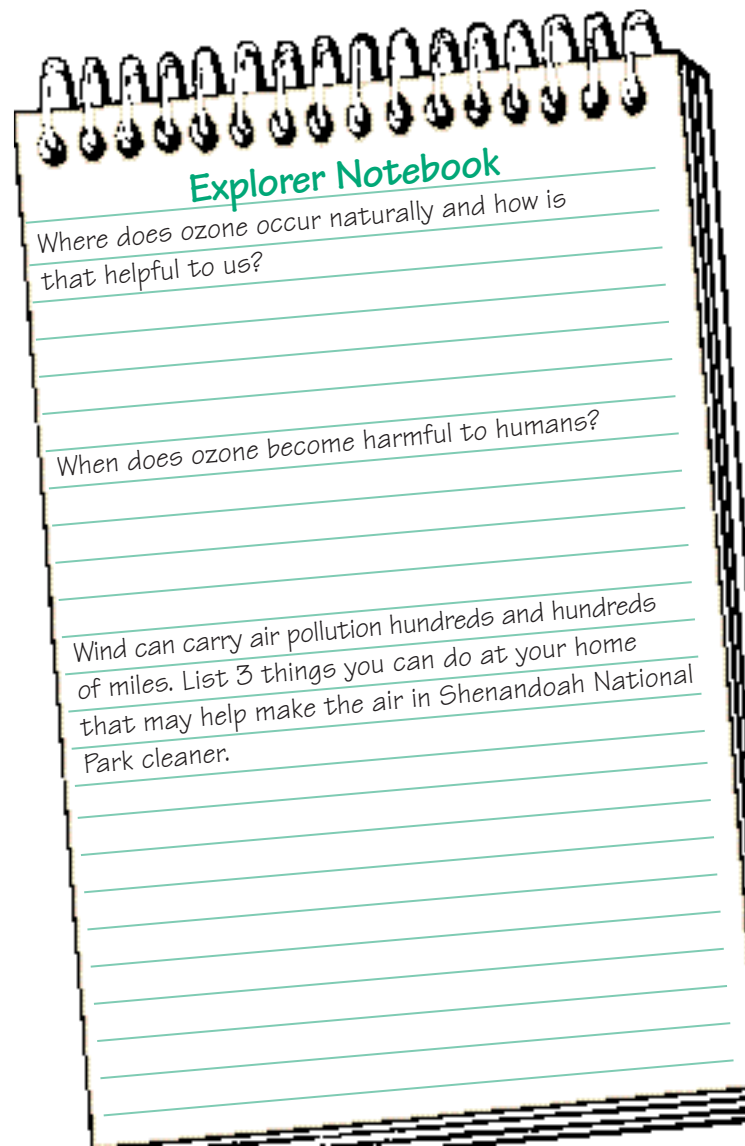 Explorer Notebook
Where does ozone occur naturally and how is
that helpful to us?
When does ozone become harmful to humans?
Wind can carry air pollution hundreds and hundreds
of miles. List 3 things you can do at your home
that may help make the air in Shenandoah National
Park cleaner.